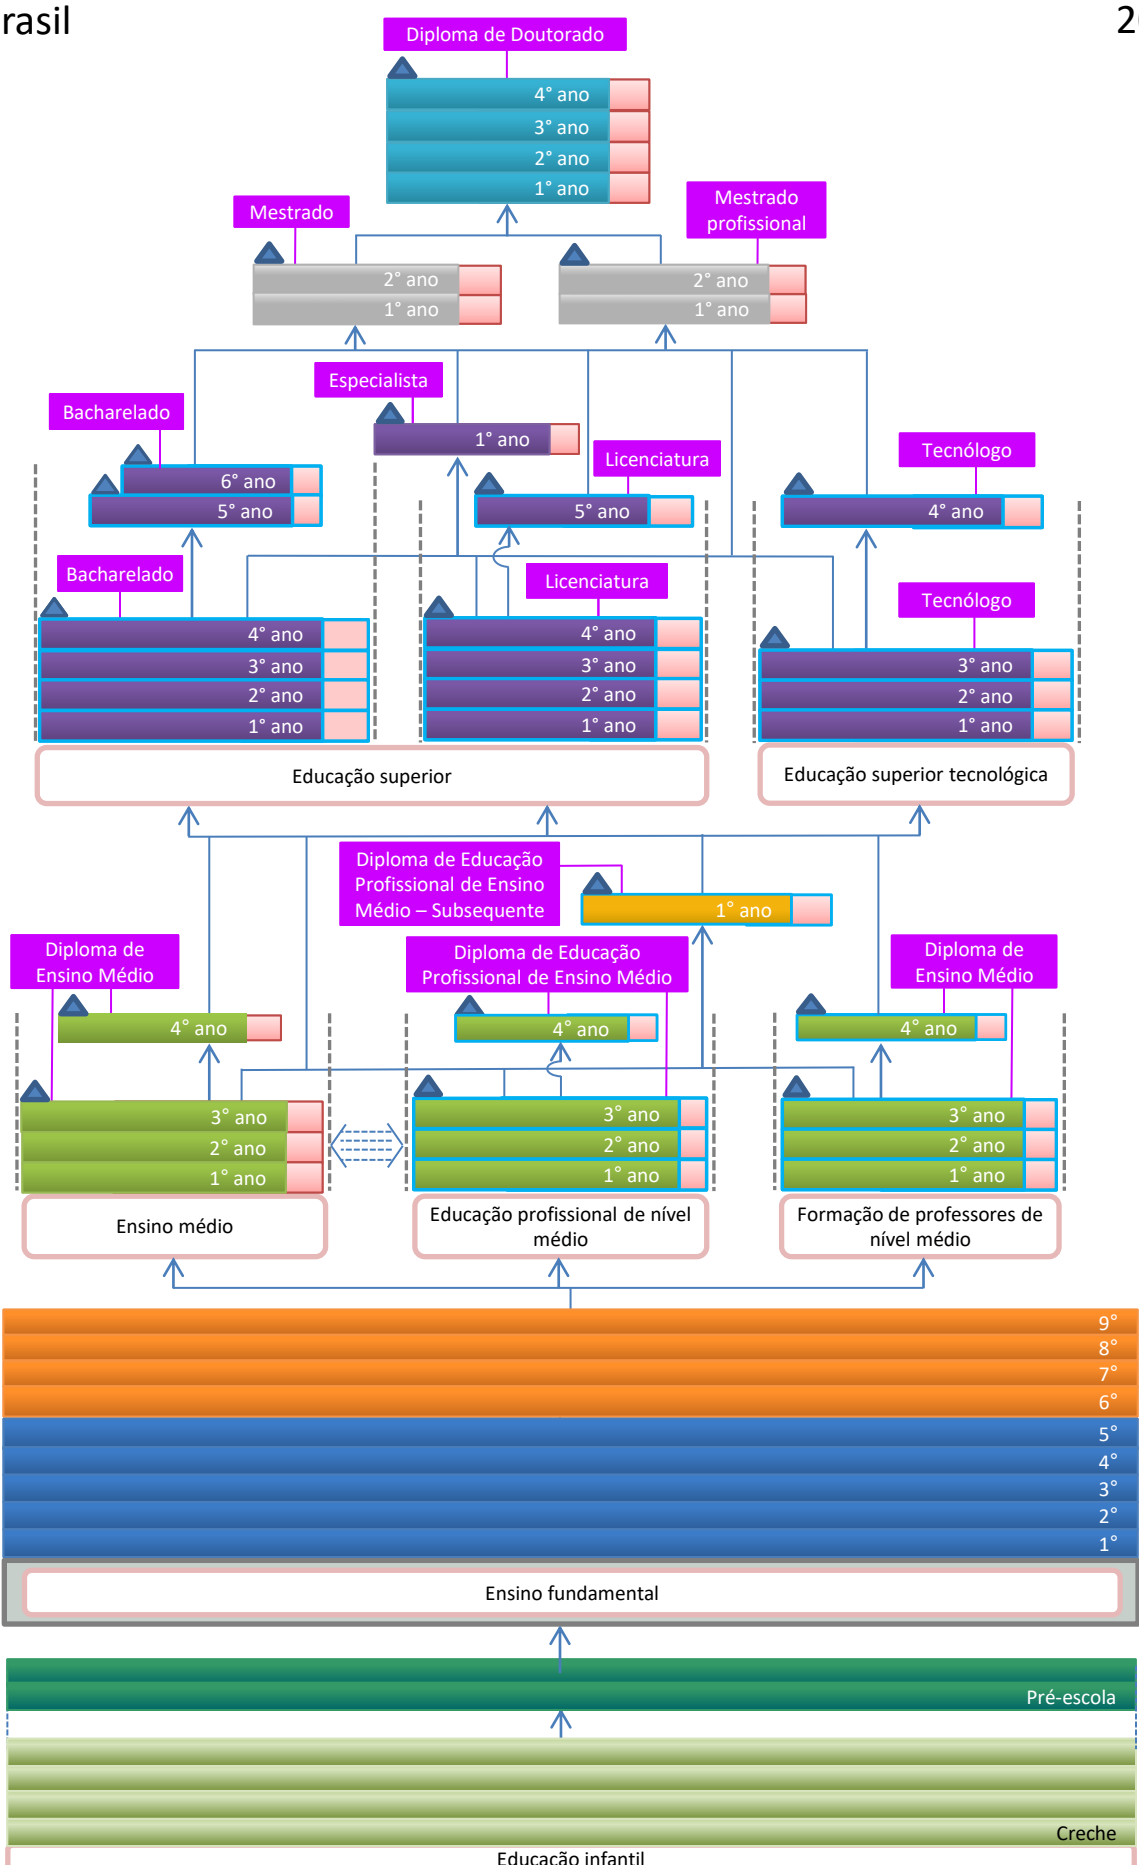 rasil
Diploma de Doutorado
4° ano
3° ano
2° ano
1° ano
Mestrado
Mestrado
profissional
2° ano
1° ano
2° ano
1° ano
Especialista
Bacharelado
1° ano
Licenciatura
Tecnólogo
6° ano
5° ano
5° ano
4° ano
Bacharelado
Licenciatura
Tecnólogo
4° ano
3° ano
2° ano
1° ano
4° ano
3° ano
2° ano
1° ano
3° ano
2° ano
1° ano
Educação superior
Educação superior tecnológica
Diploma de Educação
Profissional de Ensino
Médio – Subsequente
1° ano
Diploma de
Ensino Médio
Diploma de Educação
Profissional de Ensino Médio
Diploma de
Ensino Médio
4° ano
4° ano
4° ano
3° ano
2° ano
1° ano
3° ano
2° ano
1° ano
3° ano
2° ano
1° ano
Ensino médio
Educação profissional de nível
médio
Formação de professores de
nível médio
9°
8°
7°
6°
5°
4°
3°
2°
1°
Ensino fundamental
Pré-escola
Creche
Educação infantil